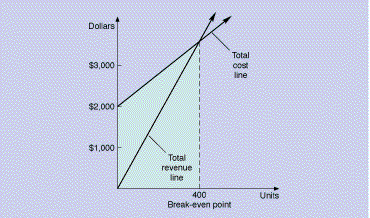 Dollars
$3,000
$2,000
$1,000
Total
cost
line
Total
revenue
line
400
Units
Break-even point